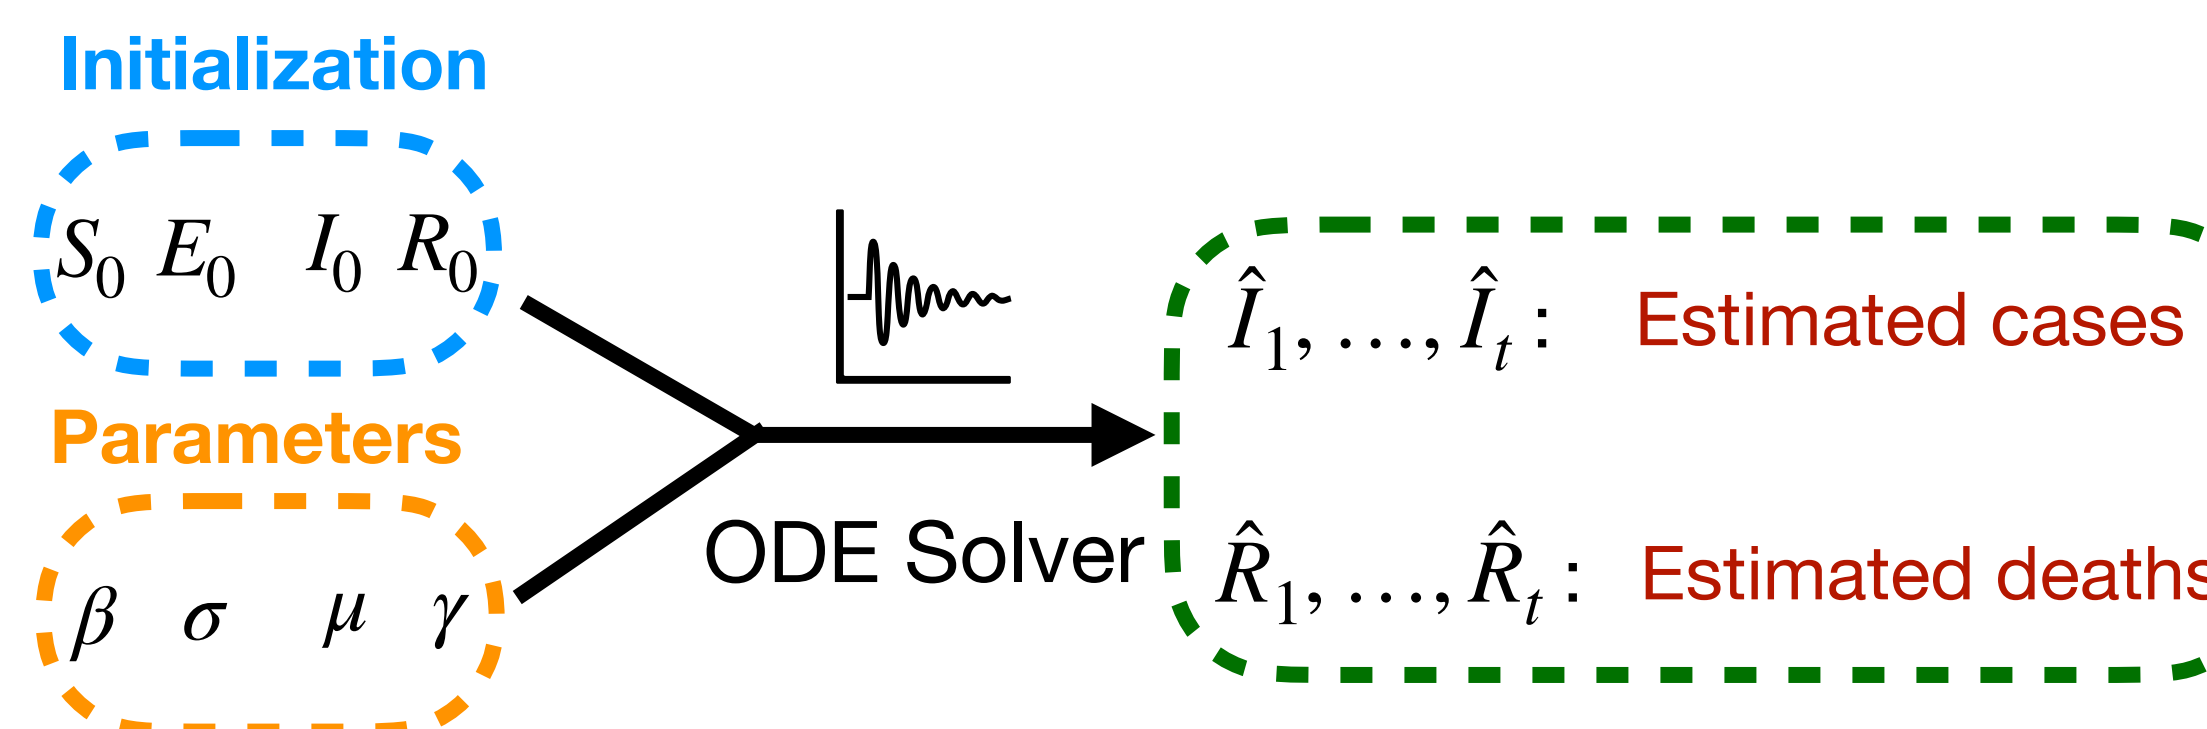 Initialization
S₀ E₀ I₀ R₀
Parameters
β σ μ γ
ODE Solver
Î₁, …, Îₜ : Estimated cases
R̂₁, …, R̂ₜ : Estimated deaths